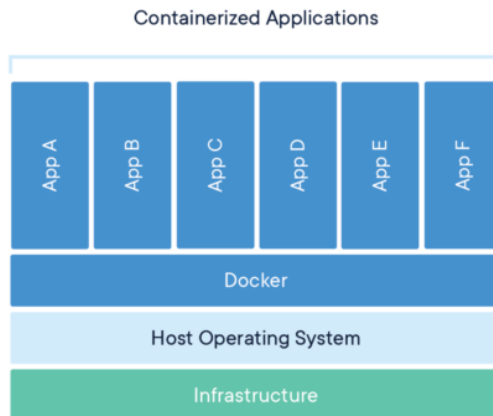 Containerized Applications
App A
App B
App C
App D
App E
App F
Docker
Host Operating System
Infrastructure